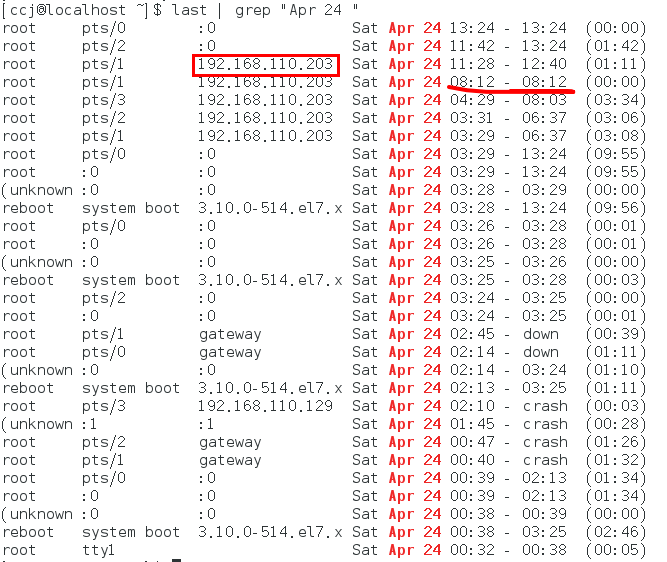 [ccj@localhost ~]$ last | grep "Apr 24 "
root pts/0 :0 Sat Apr 24 13:24 - 13:24 (00:00)
root pts/2 :0 Sat Apr 24 11:42 - 13:24 (01:42)
root pts/1 192.168.110.203 Sat Apr 24 11:28 - 12:40 (01:11)
root pts/1 192.168.110.203 Sat Apr 24 08:12 - 08:12 (00:00)
root pts/3 192.168.110.203 Sat Apr 24 04:29 - 08:03 (03:34)
root pts/2 192.168.110.203 Sat Apr 24 03:31 - 06:37 (03:06)
root pts/1 192.168.110.203 Sat Apr 24 03:29 - 06:37 (03:08)
root pts/0 :0 Sat Apr 24 03:29 - 13:24 (09:55)
root :0 :0 Sat Apr 24 03:29 - 13:24 (09:55)
(unknown :0 :0 Sat Apr 24 03:29 - 03:29 (00:00)
reboot system boot 3.10.0-514.el7.x Sat Apr 24 03:28 - 13:24 (09:56)
root pts/0 :0 Sat Apr 24 03:26 - 03:28 (00:01)
root :0 :0 Sat Apr 24 03:26 - 03:28 (00:01)
(unknown :0 :0 Sat Apr 24 03:25 - 03:26 (00:00)
reboot system boot 3.10.0-514.el7.x Sat Apr 24 03:25 - 03:28 (00:03)
root pts/2 :0 Sat Apr 24 03:24 - 03:25 (00:00)
root :0 :0 Sat Apr 24 03:24 - 03:25 (00:01)
root pts/1 gateway Sat Apr 24 02:45 - down (00:39)
root pts/0 gateway Sat Apr 24 02:14 - down (01:11)
(unknown :0 :0 Sat Apr 24 02:14 - 03:24 (01:10)
reboot system boot 3.10.0-514.el7.x Sat Apr 24 02:13 - 03:25 (01:11)
root pts/3 192.168.110.129 Sat Apr 24 02:10 - crash (00:03)
(unknown :1 :1 Sat Apr 24 01:45 - crash (00:28)
root pts/2 gateway Sat Apr 24 00:47 - crash (01:26)
root pts/1 gateway Sat Apr 24 00:40 - crash (01:32)
root pts/0 :0 Sat Apr 24 00:39 - 02:13 (01:34)
root :0 :0 Sat Apr 24 00:39 - 02:13 (01:34)
(unknown :0 :0 Sat Apr 24 00:38 - 00:39 (00:00)
reboot system boot 3.10.0-514.el7.x Sat Apr 24 00:38 - 03:25 (02:46)
root tty1 Sat Apr 24 00:32 - 00:38 (00:05)